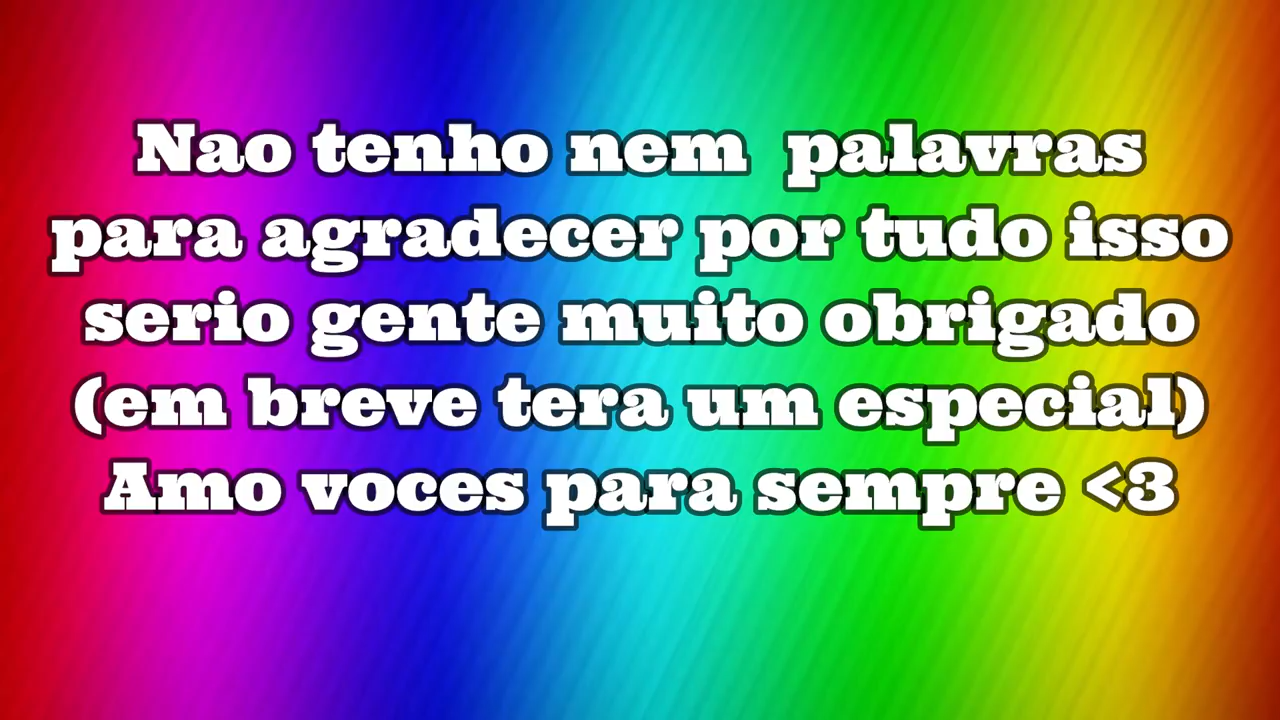 Nao tenho nem  palavras
para agradecer por tudo isso
serio gente muito obrigado
(em breve tera um especial)
Amo voces para sempre <3